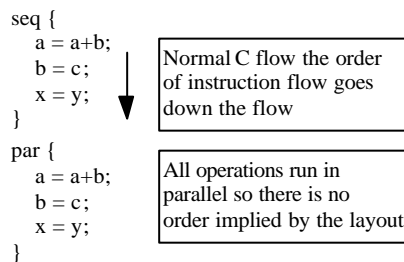 seq {
a = a+b;
b = c;
x = y;
}
Normal C flow the order
of instruction flow goes
down the flow
par {
a = a+b;
b = c;
x = y;
}
All operations run in
parallel so there is no
order implied by the layout